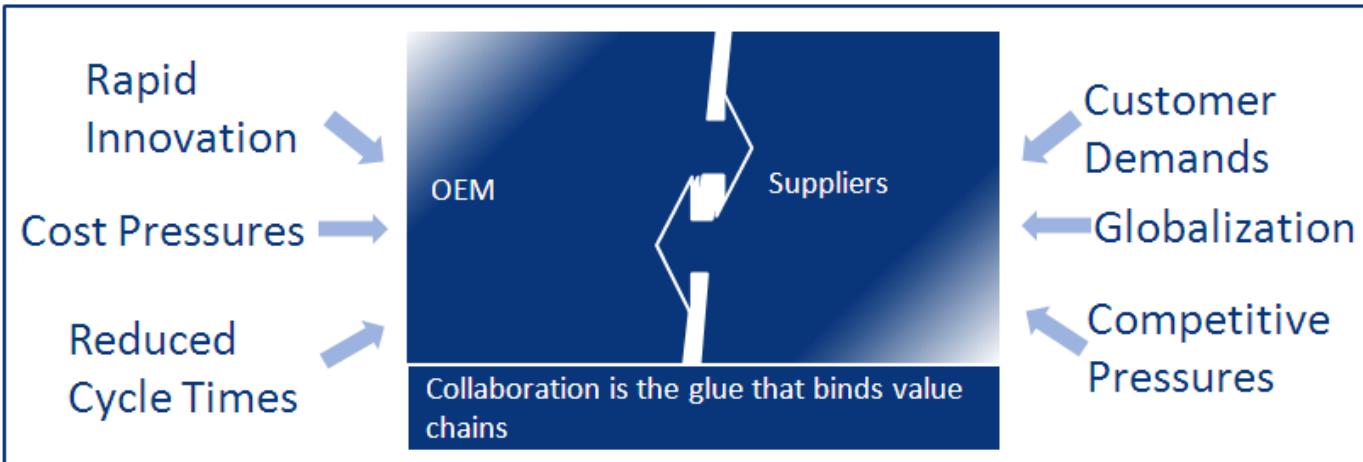 Rapid
Innovation
Cost Pressures
Reduced
Cycle Times
OEM
Suppliers
Collaboration is the glue that binds value
chains
Customer
Demands
Globalization
Competitive
Pressures